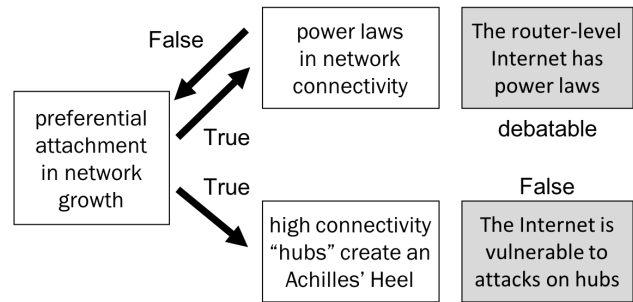 False
power laws
in network
connectivity
The router-level
Internet has
power laws
debatable
preferential
attachment
in network
growth
True
True
high connectivity
“hubs” create an
Achilles’ Heel
False
The Internet is
vulnerable to
attacks on hubs